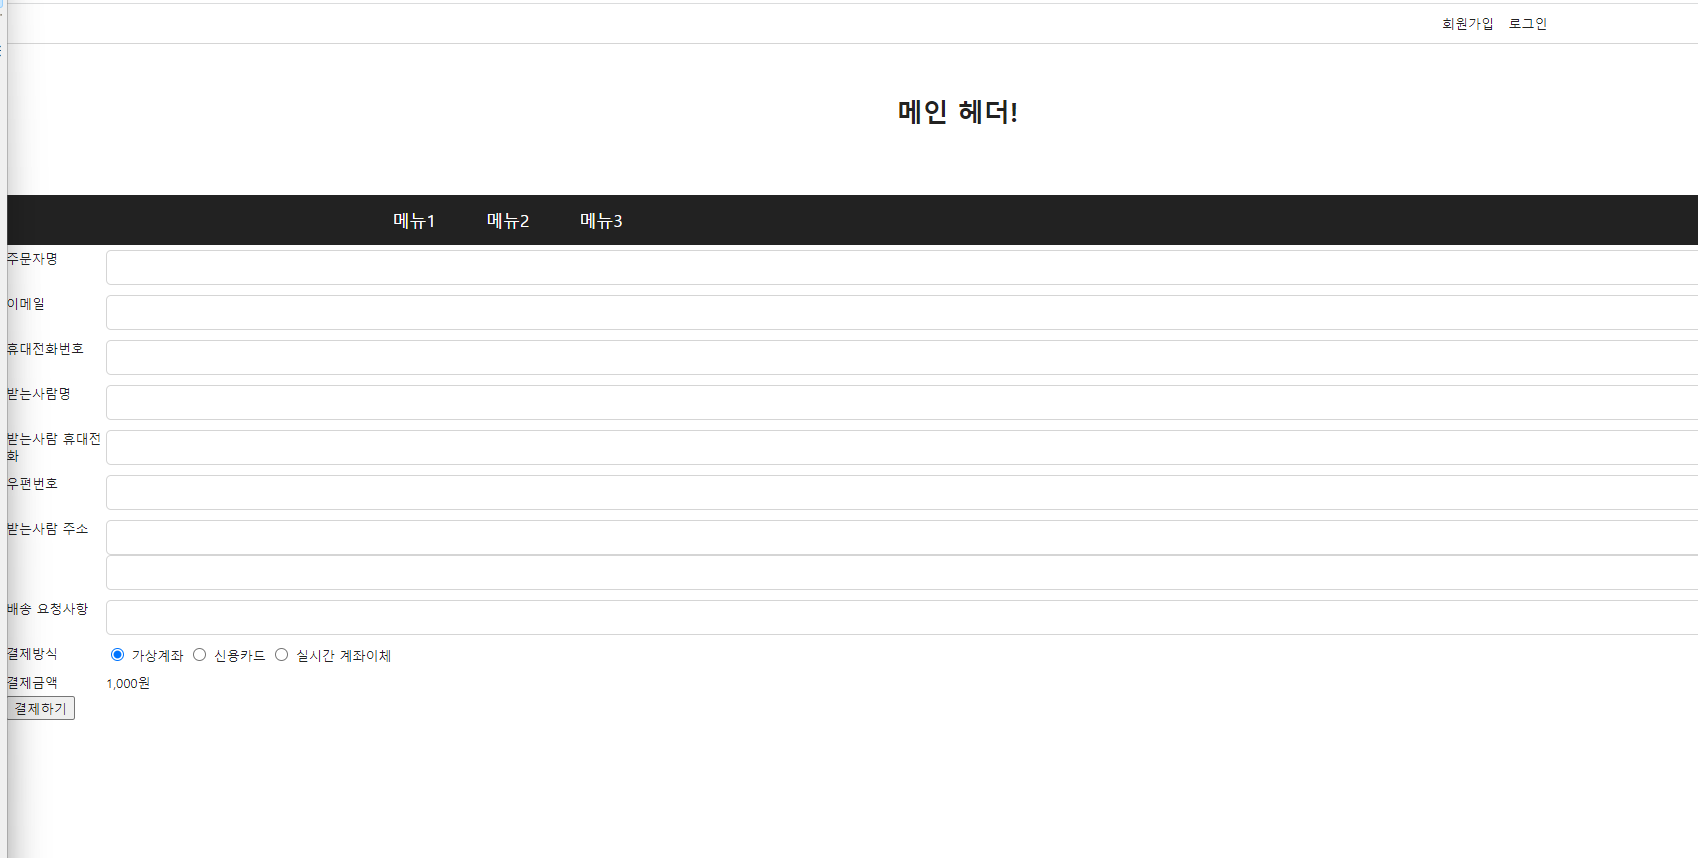 회원가입 로그인
메인 헤더!
메뉴1 메뉴2 메뉴3
주문자명
이메일
휴대전화번호
받는사람명
받는사람 휴대전
화
우편번호
받는사람 주소
배송 요청사항
결제방식 가상계좌 신용카드 실시간 계좌이체
결제금액 1,000원
결제하기